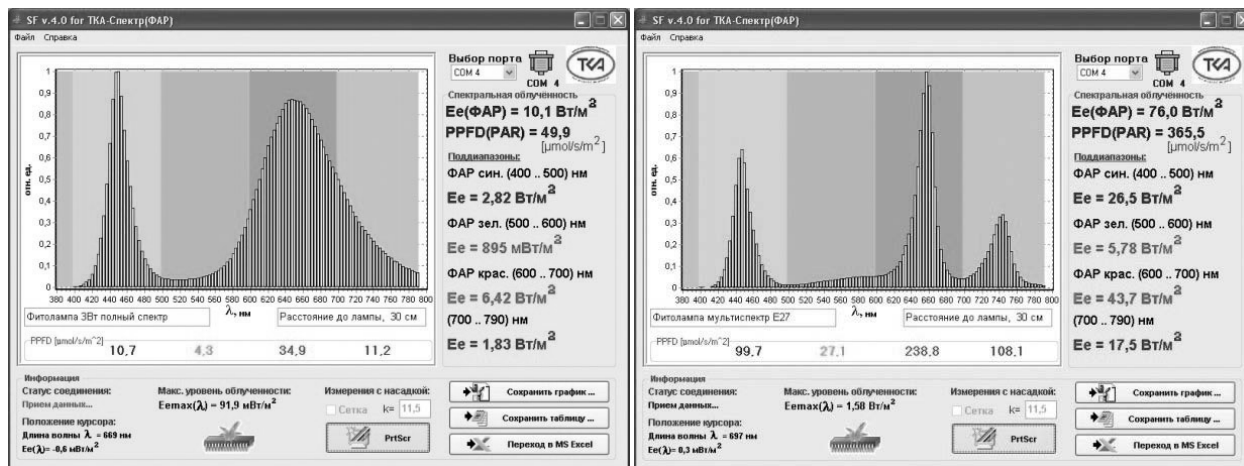 SF v.4.0 for ТКА-Спектр(ФАР)
Файл Справка
Выбор порта
COM 4
COM 4
ТКА
Спектральная облученность
Ee(ФАР) = 10,1 Вт/м²
PPFD(PAR) = 49,9
[µmol/s/m²]
Поддиапазоны:
ФАР син. (400 .. 500) нм
Ee = 2,82 Вт/м²
ФАР зел. (500 .. 600) нм
Ee = 895 мВт/м²
ФАР крас. (600 .. 700) нм
Ee = 6,42 Вт/м²
(700 .. 790) нм
Ee = 1,83 Вт/м²
отн. ед.
1
0,9
0,8
0,7
0,6
0,5
0,4
0,3
0,2
0,1
0
380 400 420 440 460 480 500 520 540 560 580 600 620 640 660 680 700 720 740 760 780 800
Фитолампа 3Вт полный спектр
λ, нм
Расстояние до лампы, 30 см
PPFD [µmol/s/m^2]
10,7 4,3 34,9 11,2
Информация
Статус соединения:
Прием данных...
Положение курсора:
Длина волны λ = 669 нм
Ee(λ)= -8,6 мВт/м²
Макс. уровень облученности:
Eemax(λ) = 91,9 мВт/м²
Измерения с насадкой:
Сетка k= 11,5
PrtScr
Сохранить график ...
Сохранить таблицу ...
Переход в MS Excel
SF v.4.0 for ТКА-Спектр(ФАР)
Файл Справка
Выбор порта
COM 4
COM 4
ТКА
Спектральная облученность
Ee(ФАР) = 76,0 Вт/м²
PPFD(PAR) = 365,5
[µmol/s/m²]
Поддиапазоны:
ФАР син. (400 .. 500) нм
Ee = 26,5 Вт/м²
ФАР зел. (500 .. 600) нм
Ee = 5,78 Вт/м²
ФАР крас. (600 .. 700) нм
Ee = 43,7 Вт/м²
(700 .. 790) нм
Ee = 17,5 Вт/м²
отн. ед.
1
0,9
0,8
0,7
0,6
0,5
0,4
0,3
0,2
0,1
0
380 400 420 440 460 480 500 520 540 560 580 600 620 640 660 680 700 720 740 760 780 800
Фитолампа мультиспектр E27
λ, нм
Расстояние до лампы, 30 см
PPFD [µmol/s/m^2]
99,7 27,1 238,8 108,1
Информация
Статус соединения:
Прием данных...
Положение курсора:
Длина волны λ = 697 нм
Ee(λ)= 8,3 мВт/м²
Макс. уровень облученности:
Eemax(λ) = 1,58 Вт/м²
Измерения с насадкой:
Сетка k= 11,5
PrtScr
Сохранить график ...
Сохранить таблицу ...
Переход в MS Excel